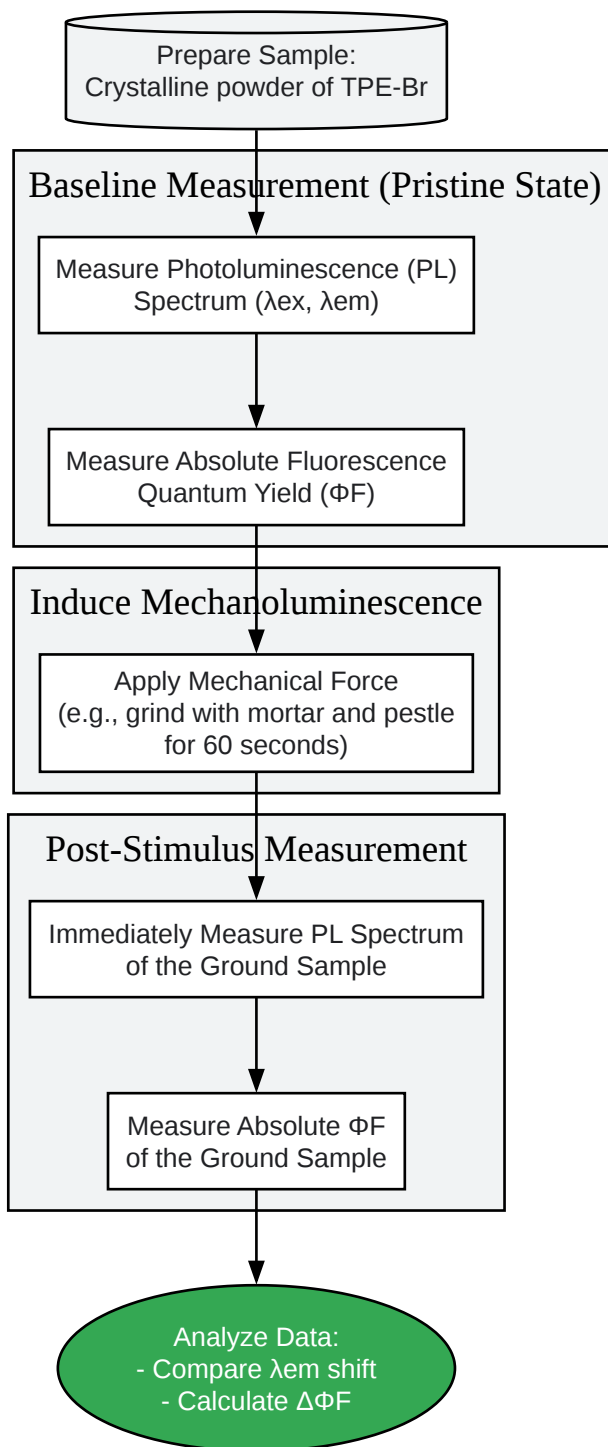 Prepare Sample:
Crystalline powder of TPE-Br
Baseline Measurement (Pristine State)
Measure Photoluminescence (PL)
Spectrum (λex, λem)
Measure Absolute Fluorescence
Quantum Yield (ΦF)
Induce Mechanoluminescence
Apply Mechanical Force
(e.g., grind with mortar and pestle
for 60 seconds)
Post-Stimulus Measurement
Immediately Measure PL Spectrum
of the Ground Sample
Measure Absolute ΦF
of the Ground Sample
Analyze Data:
- Compare λem shift
- Calculate ΔΦF